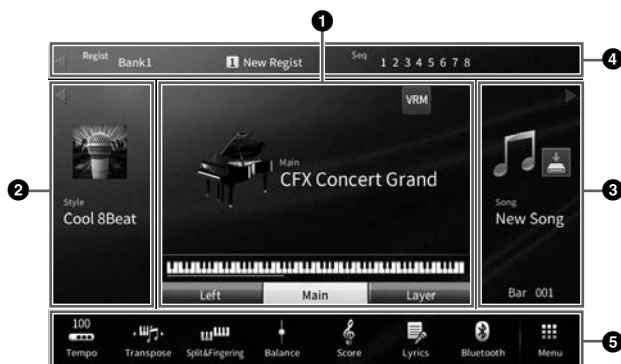 1
Regist Bank1 1 New Regist Seq 1 2 3 4 5 6 7 8
4
VRM
2
Style
Cool 8Beat
Main
CFX Concert Grand
Song
New Song
3
Left Main Layer
Bar 001
100
Tempo Transpose Split&Fingering Balance Score Lyrics Bluetooth Menu
5